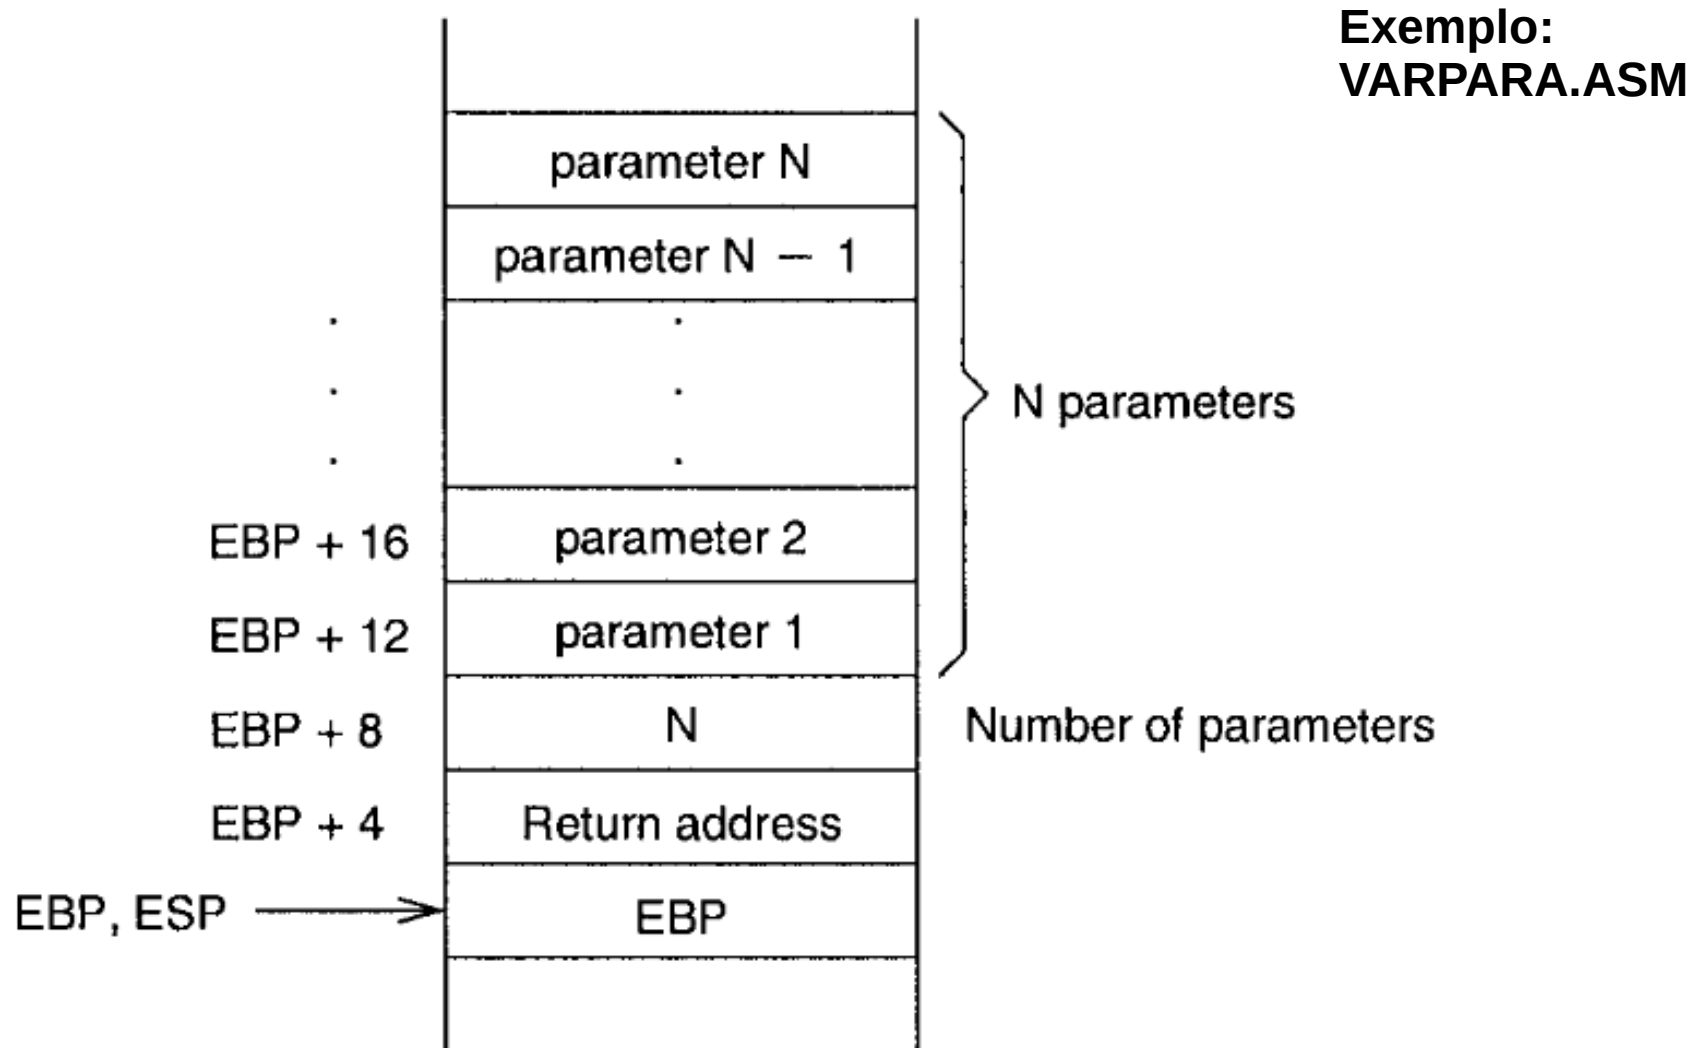 Exemplo:
VARPARA.ASM
parameter N
parameter N — 1
. .
. .
N parameters
. .
EBP + 16 parameter 2
EBP + 12 parameter 1
EBP + 8 N Number of parameters
EBP + 4 Return address
EBP, ESP EBP